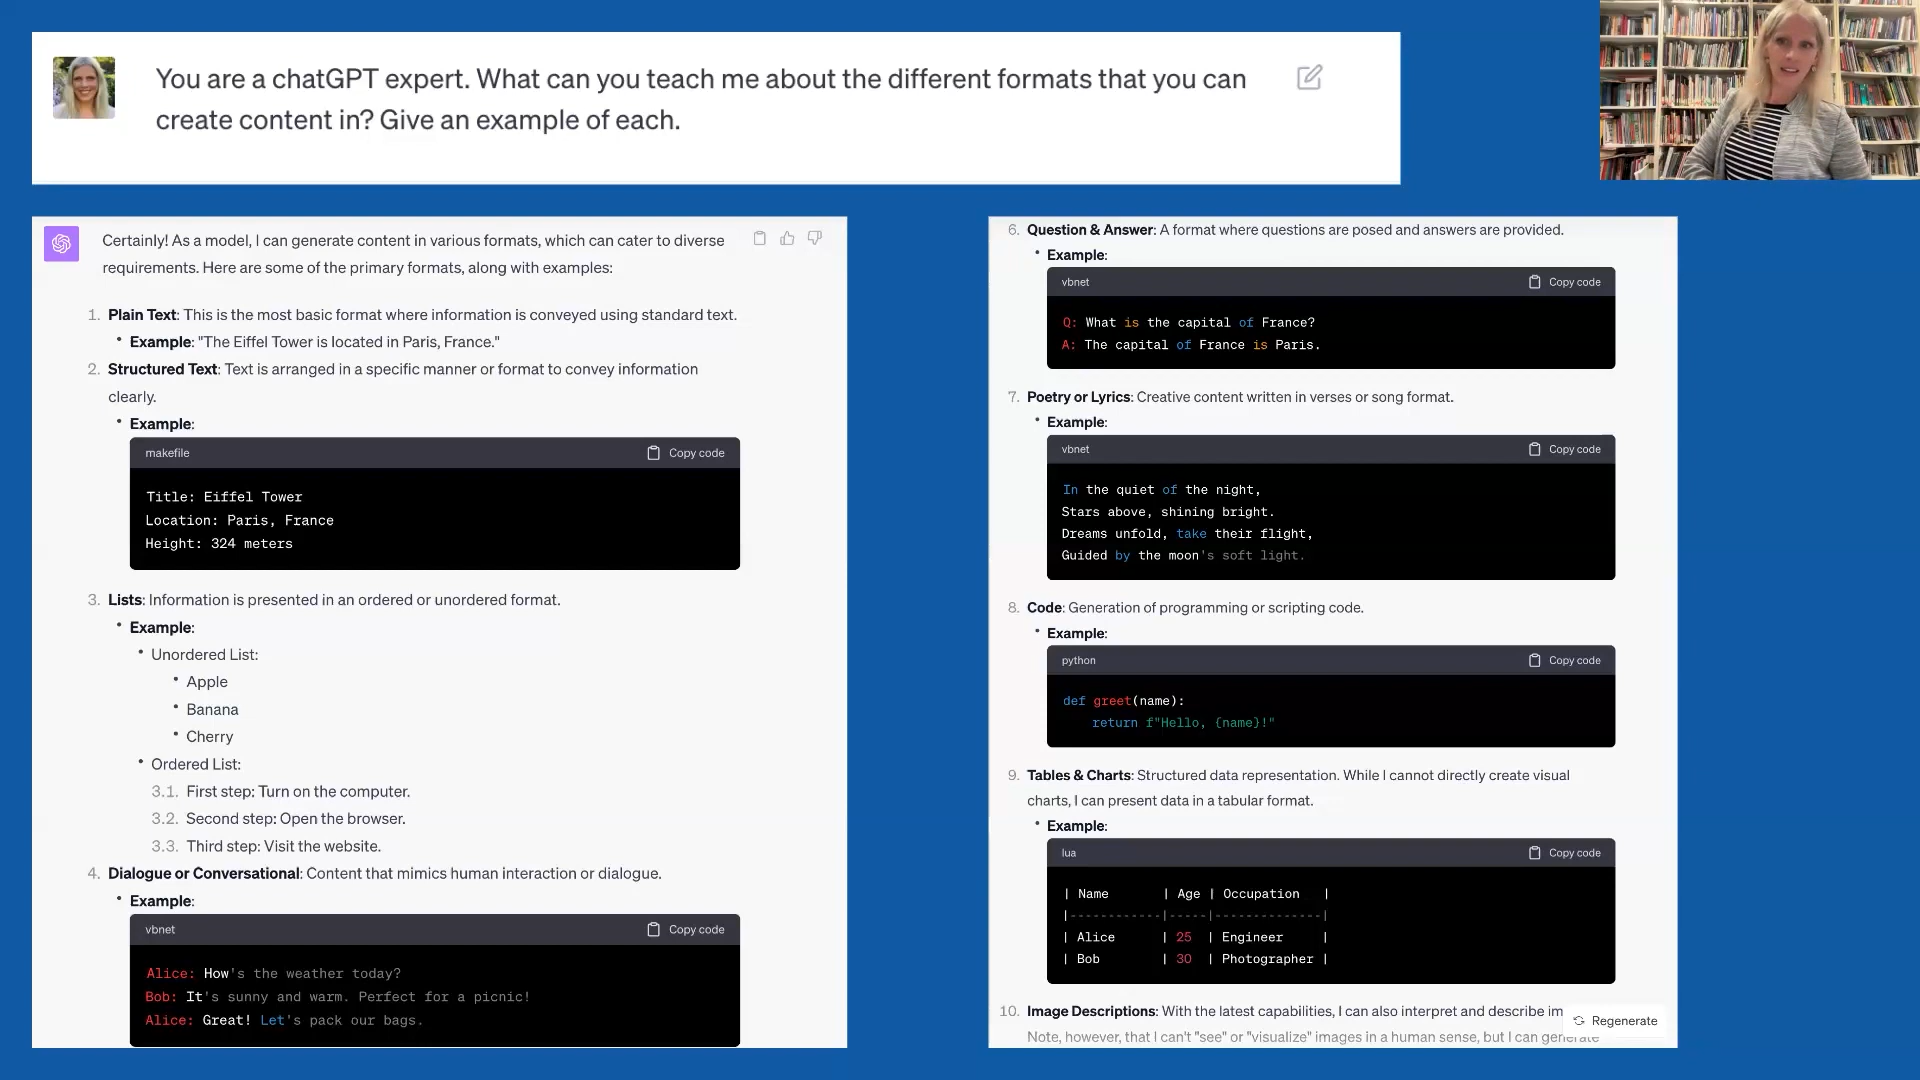 You are a chatGPT expert. What can you teach me about the different formats that you can
create content in? Give an example of each.
Certainly! As a model, I can generate content in various formats, which can cater to diverse
requirements. Here are some of the primary formats, along with examples:
1. Plain Text: This is the most basic format where information is conveyed using standard text.
• Example: "The Eiffel Tower is located in Paris, France."
2. Structured Text: Text is arranged in a specific manner or format to convey information
clearly.
• Example:
makefile Copy code
Title: Eiffel Tower
Location: Paris, France
Height: 324 meters
3. Lists: Information is presented in an ordered or unordered format.
• Example:
• Unordered List:
• Apple
• Banana
• Cherry
• Ordered List:
3.1. First step: Turn on the computer.
3.2. Second step: Open the browser.
3.3. Third step: Visit the website.
4. Dialogue or Conversational: Content that mimics human interaction or dialogue.
• Example:
vbnet Copy code
Alice: How's the weather today?
Bob: It's sunny and warm. Perfect for a picnic!
Alice: Great! Let's pack our bags.
6. Question & Answer: A format where questions are posed and answers are provided.
• Example:
vbnet Copy code
Q: What is the capital of France?
A: The capital of France is Paris.
7. Poetry or Lyrics: Creative content written in verses or song format.
• Example:
vbnet Copy code
In the quiet of the night,
Stars above, shining bright.
Dreams unfold, take their flight,
Guided by the moon's soft light.
8. Code: Generation of programming or scripting code.
• Example:
python Copy code
def greet(name):
    return f"Hello, {name}!"
9. Tables & Charts: Structured data representation. While I cannot directly create visual
charts, I can present data in a tabular format.
• Example:
lua Copy code
| Name       | Age | Occupation   |
|------------|-----|--------------|
| Alice      | 25  | Engineer     |
| Bob        | 30  | Photographer |
10. Image Descriptions: With the latest capabilities, I can also interpret and describe im
Regenerate
Note, however, that I can't "see" or "visualize" images in a human sense, but I can generate